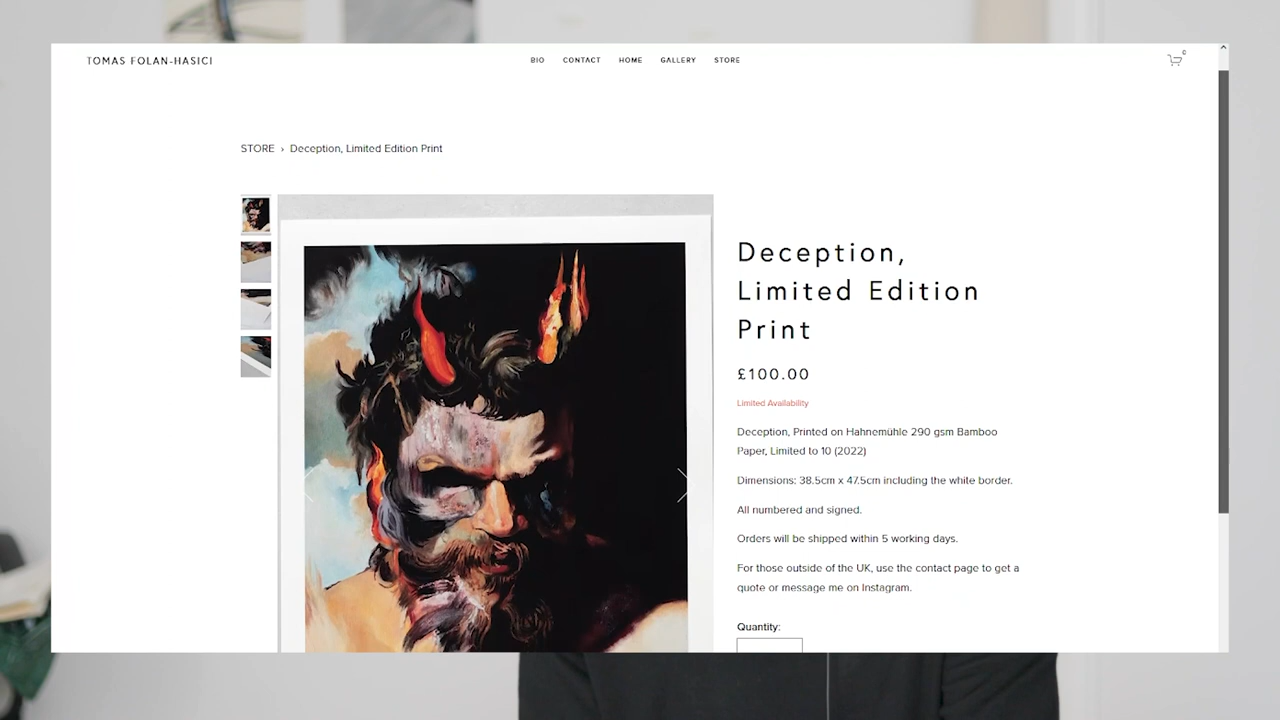 TOMAS FOLAN-HASICI
BIO CONTACT HOME GALLERY STORE
0
STORE › Deception, Limited Edition Print
Deception,
Limited Edition
Print
£100.00
Limited Availability
Deception, Printed on Hahnemühle 290 gsm Bamboo
Paper, Limited to 10 (2022)
Dimensions: 38.5cm x 47.5cm including the white border.
All numbered and signed.
Orders will be shipped within 5 working days.
For those outside of the UK, use the contact page to get a
quote or message me on Instagram.
Quantity: